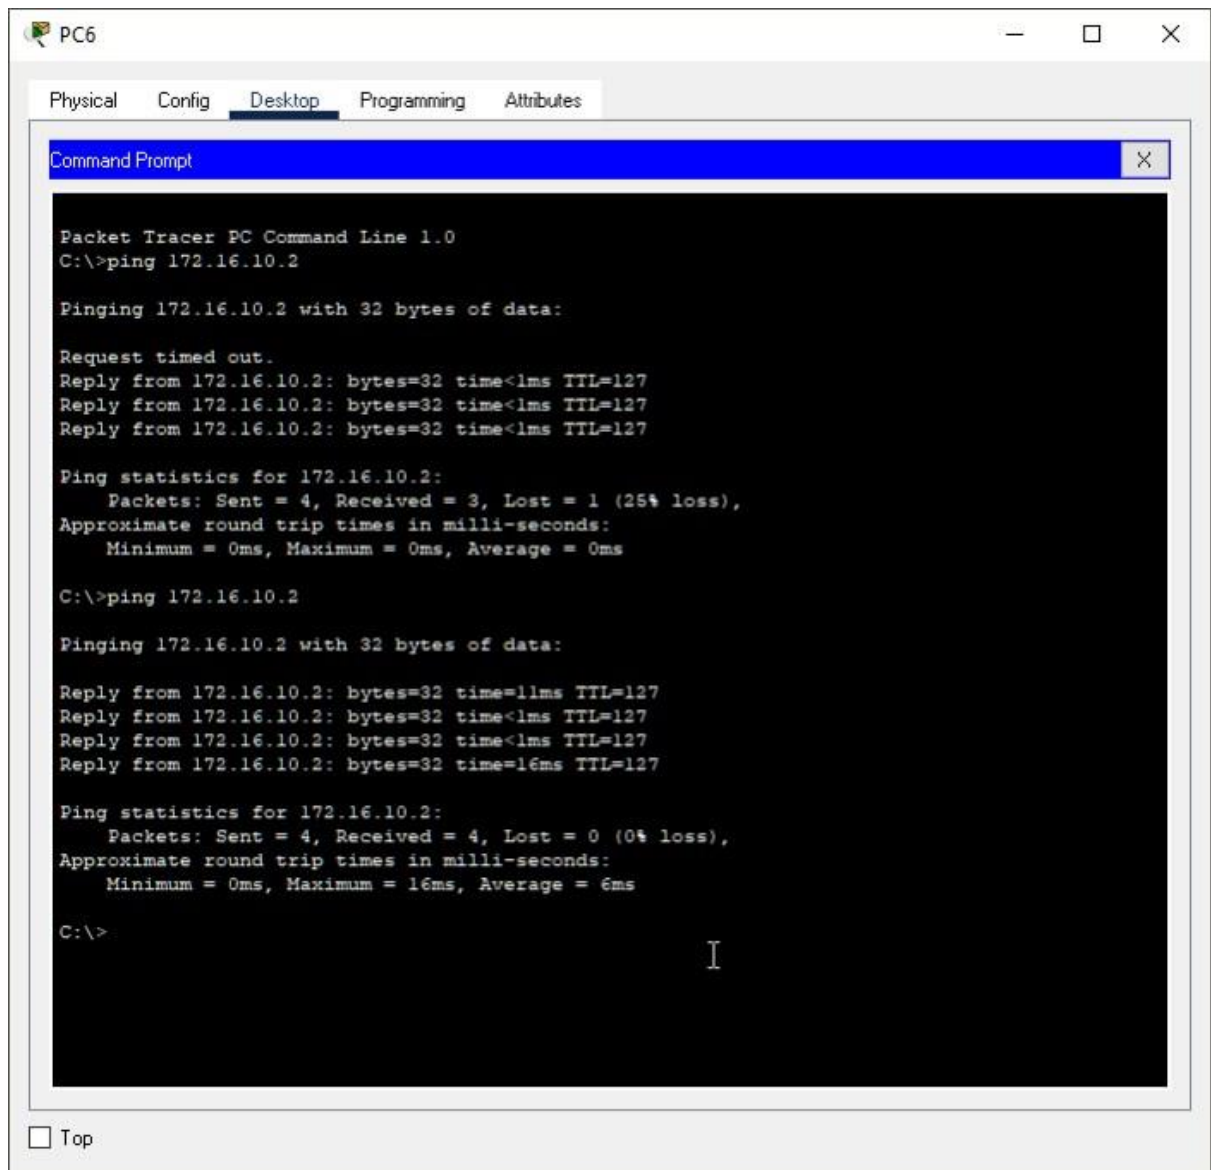 PC6
Physical Config Desktop Programming Attributes
Command Prompt X
Packet Tracer PC Command Line 1.0
C:\>ping 172.16.10.2
Pinging 172.16.10.2 with 32 bytes of data:
Request timed out.
Reply from 172.16.10.2: bytes=32 time<1ms TTL=127
Reply from 172.16.10.2: bytes=32 time<1ms TTL=127
Reply from 172.16.10.2: bytes=32 time<1ms TTL=127
Ping statistics for 172.16.10.2:
    Packets: Sent = 4, Received = 3, Lost = 1 (25% loss),
Approximate round trip times in milli-seconds:
    Minimum = 0ms, Maximum = 0ms, Average = 0ms
C:\>ping 172.16.10.2
Pinging 172.16.10.2 with 32 bytes of data:
Reply from 172.16.10.2: bytes=32 time=11ms TTL=127
Reply from 172.16.10.2: bytes=32 time<1ms TTL=127
Reply from 172.16.10.2: bytes=32 time<1ms TTL=127
Reply from 172.16.10.2: bytes=32 time=16ms TTL=127
Ping statistics for 172.16.10.2:
    Packets: Sent = 4, Received = 4, Lost = 0 (0% loss),
Approximate round trip times in milli-seconds:
    Minimum = 0ms, Maximum = 16ms, Average = 6ms
C:\>
Top